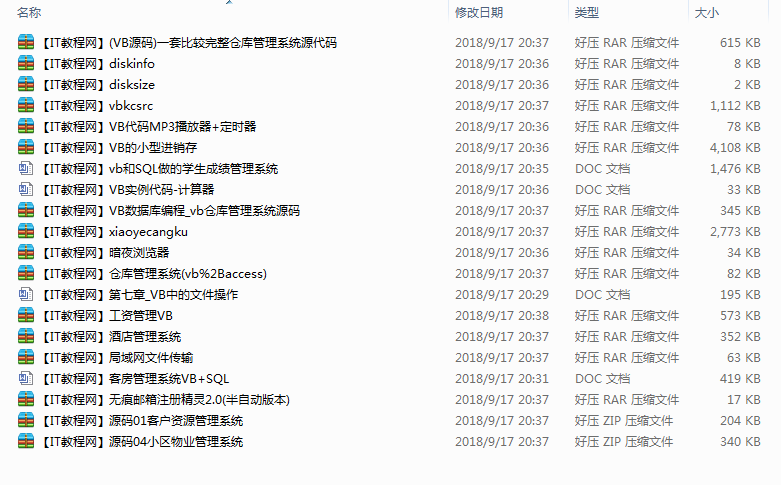 名称 修改日期 类型 大小
【IT教程网】(VB源码)一套比较完整仓库管理系统源代码 2018/9/17 20:37 好压 RAR 压缩文件 615 KB
【IT教程网】diskinfo 2018/9/17 20:36 好压 RAR 压缩文件 8 KB
【IT教程网】disksize 2018/9/17 20:36 好压 RAR 压缩文件 2 KB
【IT教程网】vbkcsrc 2018/9/17 20:37 好压 RAR 压缩文件 1,112 KB
【IT教程网】VB代码MP3播放器+定时器 2018/9/17 20:36 好压 RAR 压缩文件 78 KB
【IT教程网】VB的小型进销存 2018/9/17 20:36 好压 RAR 压缩文件 4,108 KB
【IT教程网】vb和SQL做的学生成绩管理系统 2018/9/17 20:35 DOC 文档 1,476 KB
【IT教程网】VB实例代码-计算器 2018/9/17 20:36 DOC 文档 33 KB
【IT教程网】VB数据库编程_vb仓库管理系统源码 2018/9/17 20:37 好压 RAR 压缩文件 345 KB
【IT教程网】xiaoyecangku 2018/9/17 20:37 好压 RAR 压缩文件 2,773 KB
【IT教程网】暗夜浏览器 2018/9/17 20:36 好压 RAR 压缩文件 34 KB
【IT教程网】仓库管理系统(vb%2Baccess) 2018/9/17 20:37 好压 RAR 压缩文件 82 KB
【IT教程网】第七章_VB中的文件操作 2018/9/17 20:29 DOC 文档 195 KB
【IT教程网】工资管理VB 2018/9/17 20:38 好压 RAR 压缩文件 573 KB
【IT教程网】酒店管理系统 2018/9/17 20:37 好压 RAR 压缩文件 352 KB
【IT教程网】局域网文件传输 2018/9/17 20:37 好压 RAR 压缩文件 63 KB
【IT教程网】客房管理系统VB+SQL 2018/9/17 20:31 DOC 文档 419 KB
【IT教程网】无痕邮箱注册精灵2.0(半自动版本) 2018/9/17 20:37 好压 RAR 压缩文件 17 KB
【IT教程网】源码01客户资源管理系统 2018/9/17 20:37 好压 ZIP 压缩文件 204 KB
【IT教程网】源码04小区物业管理系统 2018/9/17 20:37 好压 ZIP 压缩文件 340 KB